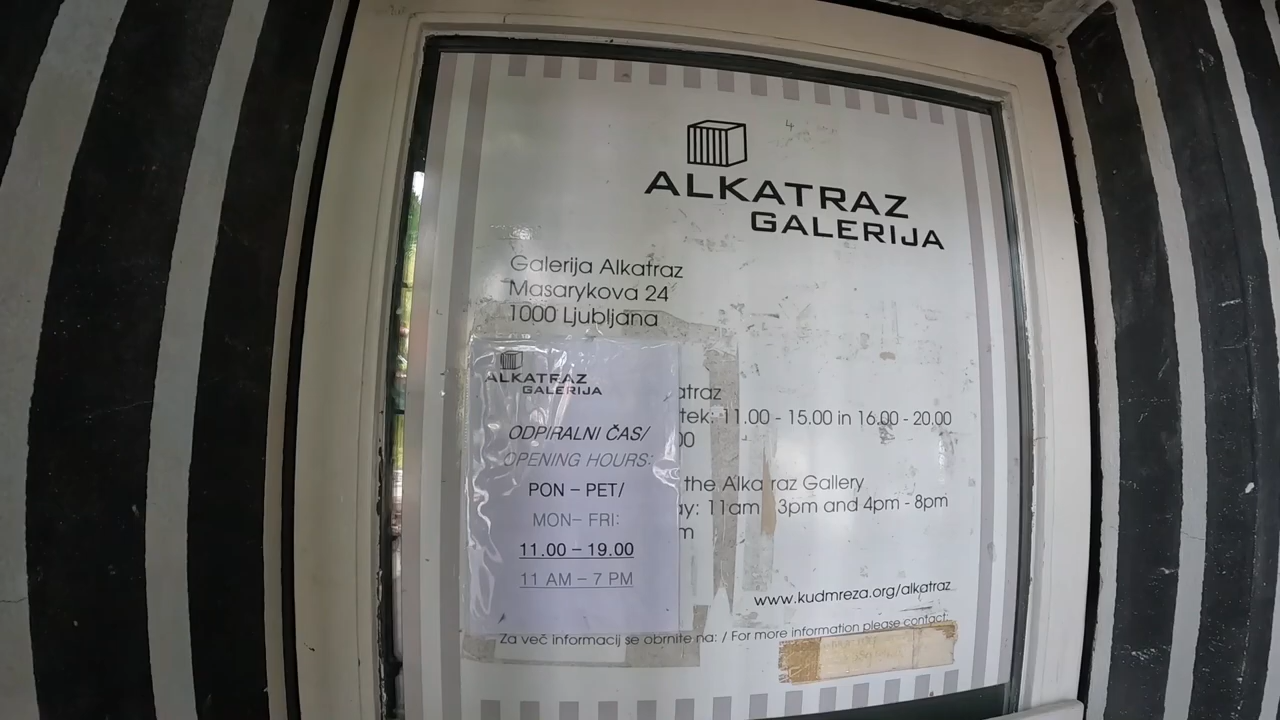 ALKATRAZ
GALERIJA
Galerija Alkatraz
Masarykova 24
1000 Ljubljana
ALKATRAZ
GALERIJA
ODPIRALNI ČAS/
OPENING HOURS:
PON – PET/
MON– FRI:
11.00 – 19.00
11 AM – 7 PM
atraz
tek: 11.00 - 15.00 in 16.00 - 20.00
00
the Alka raz Gallery
ay: 11am 3pm and 4pm - 8pm
m
www.kudmreza.org/alkatraz
Za več informacij se obrnite na: / For more information please contact: